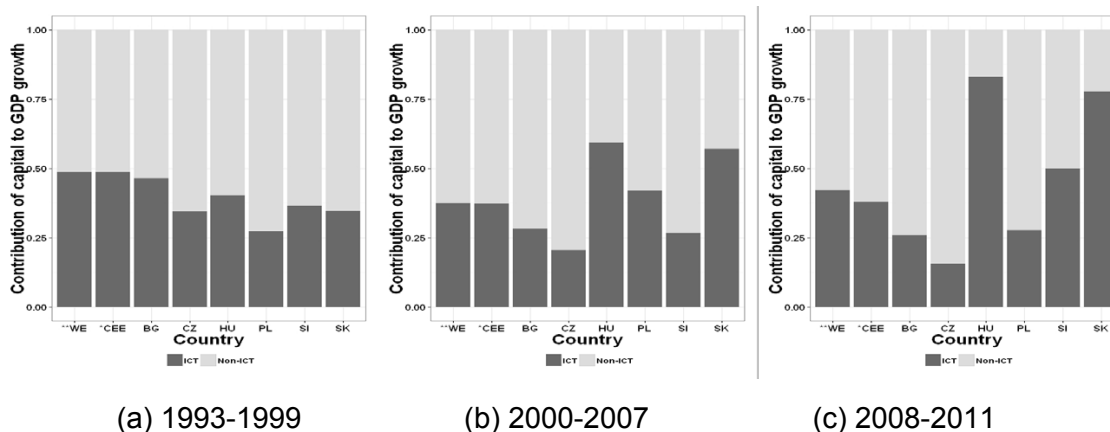 Contribution of capital to GDP growth
1.00
0.75
0.50
0.25
0.00
**WE *CEE BG CZ HU PL SI SK
Country
ICT Non-ICT
(a) 1993-1999
Contribution of capital to GDP growth
1.00
0.75
0.50
0.25
0.00
**WE *CEE BG CZ HU PL SI SK
Country
ICT Non-ICT
(b) 2000-2007
Contribution of capital to GDP growth
1.00
0.75
0.50
0.25
0.00
**WE *CEE BG CZ HU PL SI SK
Country
ICT Non-ICT
(c) 2008-2011